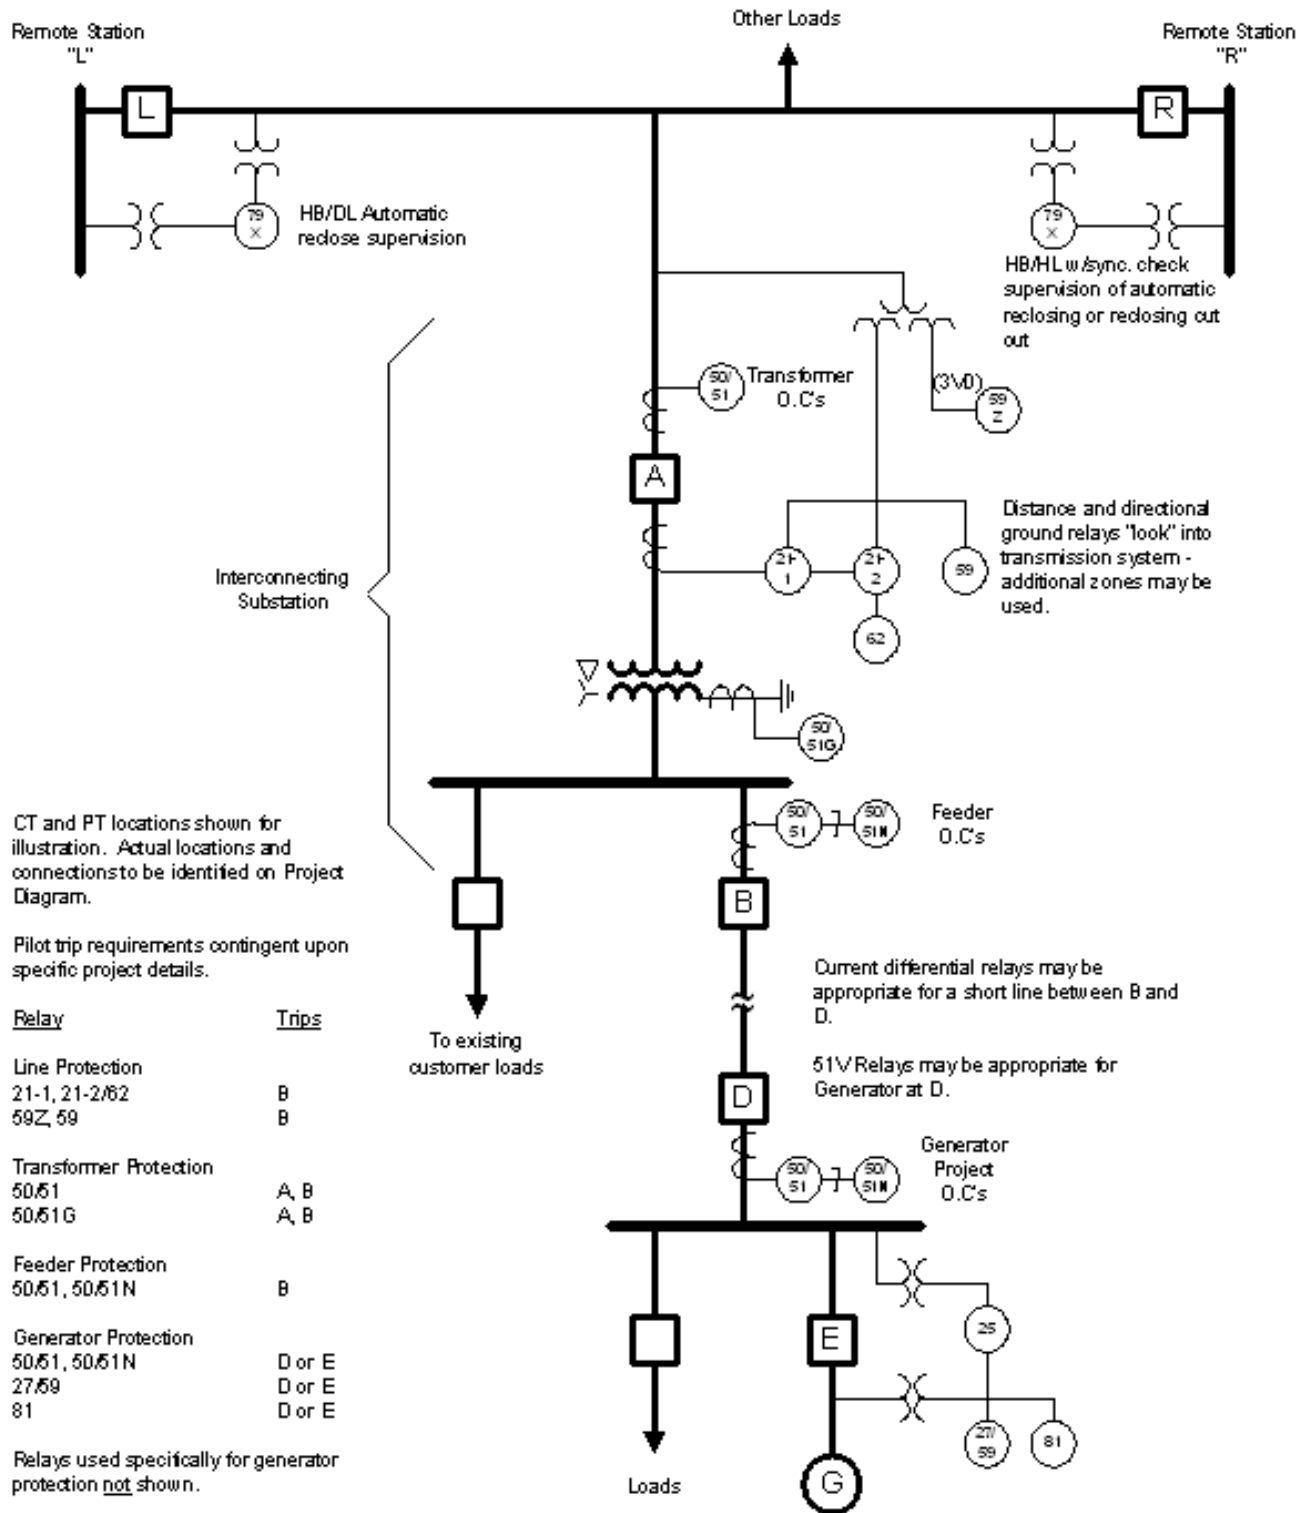 Other Loads
Remote Station
"L"
Remote Station
"R"
L
R
79
X
HB/DL Automatic
reclose supervision
79
X
HB/HL w/sync. check
supervision of automatic
reclosing or reclosing cut
out
50/
51
Transformer
O.C's
(3V0)
59
Z
A
Distance and directional
ground relays "look" into
transmission system -
additional zones may be
used.
21-
1
21-
2
59
62
Interconnecting
Substation
50/
51G
CT and PT locations shown for
illustration. Actual locations and
connections to be identified on Project
Diagram.
50/
51
50/
51N
Feeder
O.C's
B
Pilot trip requirements contingent upon
specific project details.
Current differential relays may be
appropriate for a short line between B and
D.
To existing
customer loads
51V Relays may be appropriate for
Generator at D.
D
Relay Trips
Line Protection
21-1, 21-2/62 B
59Z, 59 B
Transformer Protection
50/51 A, B
50/51G A, B
Feeder Protection
50/51, 50/51N B
Generator Protection
50/51, 50/51N D or E
27/59 D or E
81 D or E
Relays used specifically for generator
protection not shown.
50/
51
50/
51N
Generator
Project
O.C's
E
25
27/
59
81
Loads
G